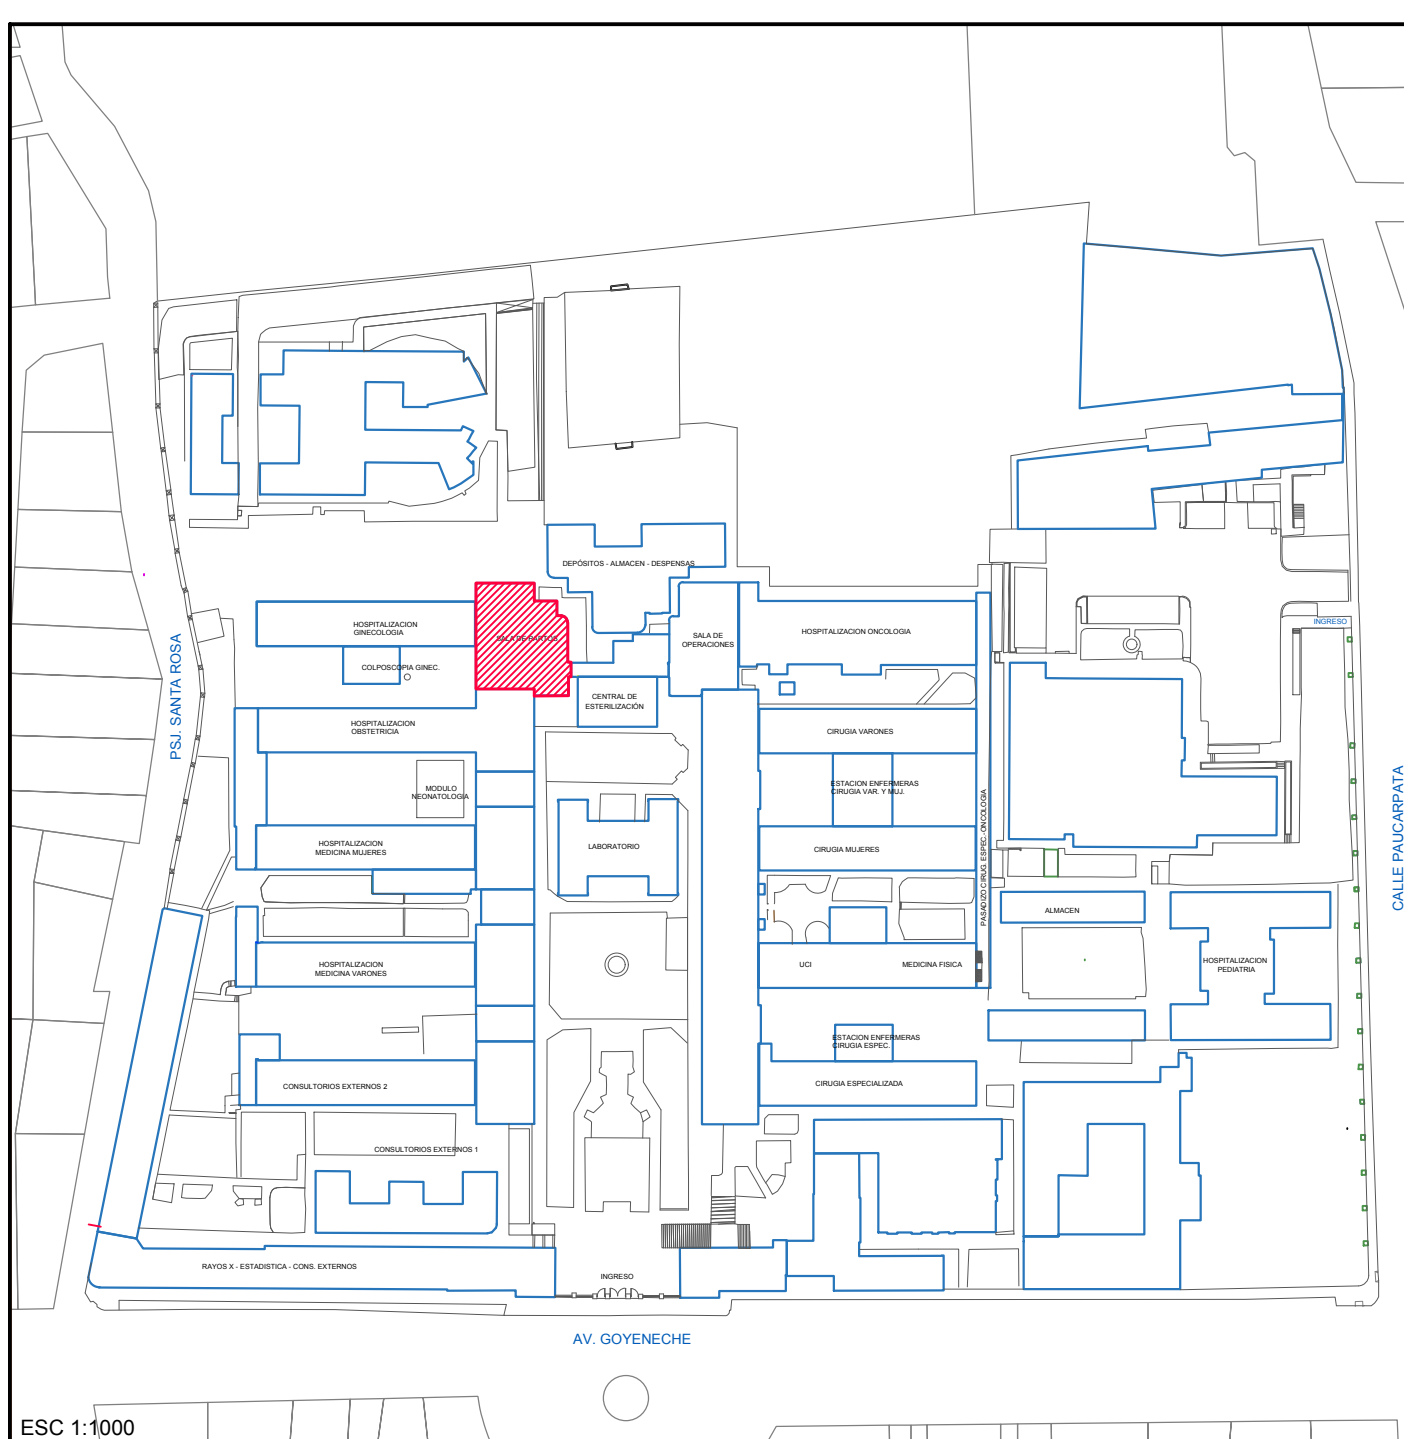 DEPÓSITOS - ALMACEN - DESPENSAS
HOSPITALIZACION
GINECOLOGIA
SALA DE PARTOS
SALA DE
OPERACIONES
HOSPITALIZACION ONCOLOGIA
INGRESO
COLPOSCOPIA GINEC.
PSJ. SANTA ROSA
CENTRAL DE
ESTERILIZACIÓN
HOSPITALIZACION
OBSTETRICIA
CIRUGIA VARONES
MODULO
NEONATOLOGIA
ESTACION ENFERMERAS
CIRUGIA VAR. Y MUJ.
PASADIZO CIRUG. ESPEC.-ONCOLOGIA
CALLE PAUCARPATA
HOSPITALIZACION
MEDICINA MUJERES
LABORATORIO
CIRUGIA MUJERES
ALMACEN
HOSPITALIZACION
MEDICINA VARONES
UCI
MEDICINA FISICA
HOSPITALIZACION
PEDIATRIA
ESTACION ENFERMERAS
CIRUGIA ESPEC.
CONSULTORIOS EXTERNOS 2
CIRUGIA ESPECIALIZADA
CONSULTORIOS EXTERNOS 1
RAYOS X - ESTADISTICA - CONS. EXTERNOS
INGRESO
AV. GOYENECHE
ESC 1:1000